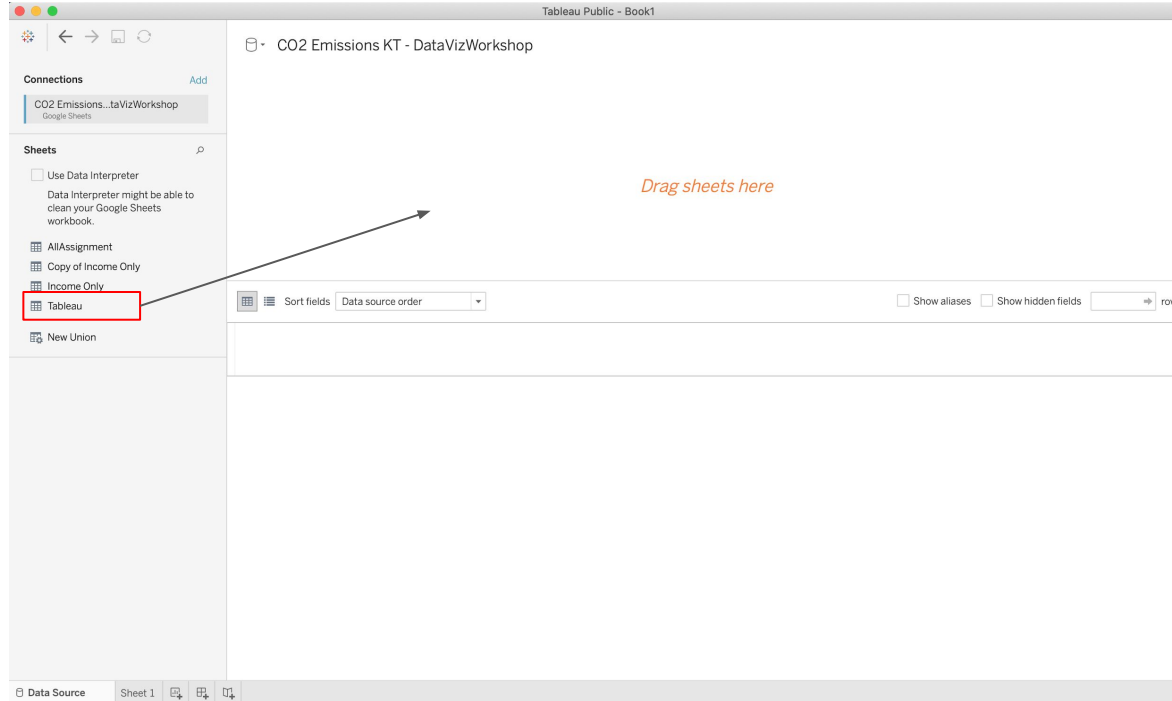 Tableau Public - Book1
CO2 Emissions KT - DataVizWorkshop
Connections
Add
CO2 Emissions...taVizWorkshop
Google Sheets
Sheets
Use Data Interpreter
Data Interpreter might be able to
clean your Google Sheets
workbook.
AllAssignment
Copy of Income Only
Income Only
Tableau
New Union
Drag sheets here
Sort fields
Data source order
Show aliases
Show hidden fields
Data Source
Sheet 1